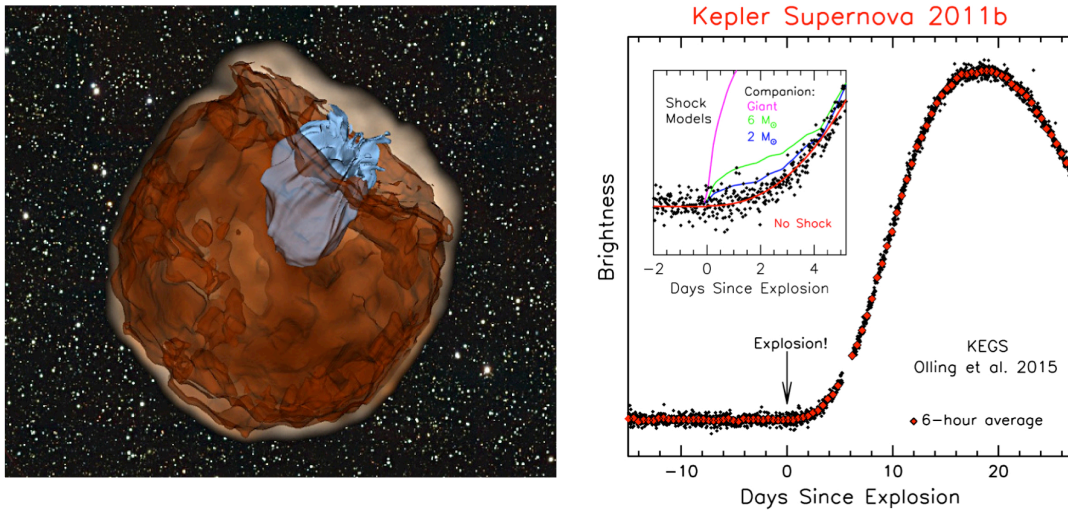 Kepler Supernova 2011b
Shock
Models
Companion:
Giant
6 M☉
2 M☉
No Shock
−2 0 2 4
Days Since Explosion
Brightness
Explosion!
KEGS
Olling et al. 2015
6−hour average
−10 0 10 20
Days Since Explosion